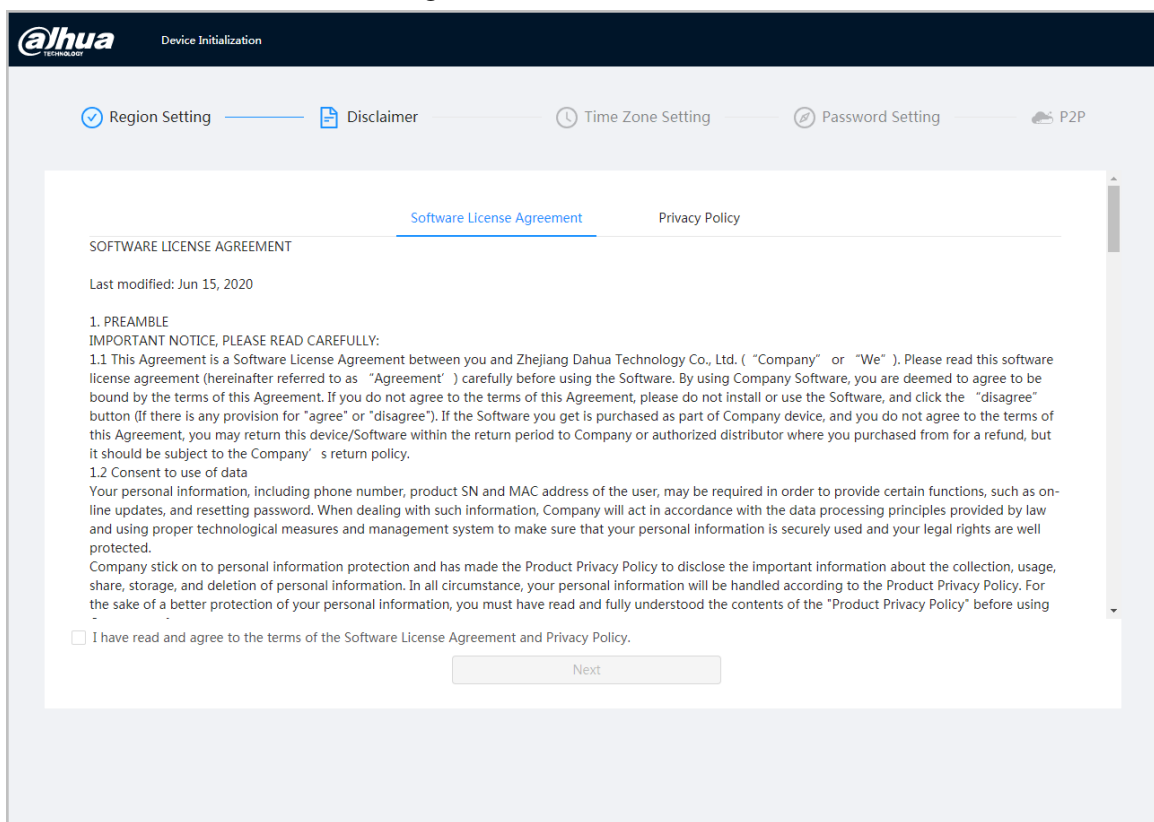 alhua
TECHNOLOGY
Device Initialization
Region Setting
Disclaimer
Time Zone Setting
Password Setting
P2P
Software License Agreement
Privacy Policy
SOFTWARE LICENSE AGREEMENT
Last modified: Jun 15, 2020
1. PREAMBLE
IMPORTANT NOTICE, PLEASE READ CAREFULLY:
1.1 This Agreement is a Software License Agreement between you and Zhejiang Dahua Technology Co., Ltd. ( “Company” or “We” ). Please read this software
license agreement (hereinafter referred to as “Agreement’ ) carefully before using the Software. By using Company Software, you are deemed to agree to be
bound by the terms of this Agreement. If you do not agree to the terms of this Agreement, please do not install or use the Software, and click the “disagree”
button (If there is any provision for "agree" or "disagree"). If the Software you get is purchased as part of Company device, and you do not agree to the terms of
this Agreement, you may return this device/Software within the return period to Company or authorized distributor where you purchased from for a refund, but
it should be subject to the Company’ s return policy.
1.2 Consent to use of data
Your personal information, including phone number, product SN and MAC address of the user, may be required in order to provide certain functions, such as on-
line updates, and resetting password. When dealing with such information, Company will act in accordance with the data processing principles provided by law
and using proper technological measures and management system to make sure that your personal information is securely used and your legal rights are well
protected.
Company stick on to personal information protection and has made the Product Privacy Policy to disclose the important information about the collection, usage,
share, storage, and deletion of personal information. In all circumstance, your personal information will be handled according to the Product Privacy Policy. For
the sake of a better protection of your personal information, you must have read and fully understood the contents of the "Product Privacy Policy" before using
I have read and agree to the terms of the Software License Agreement and Privacy Policy.
Next